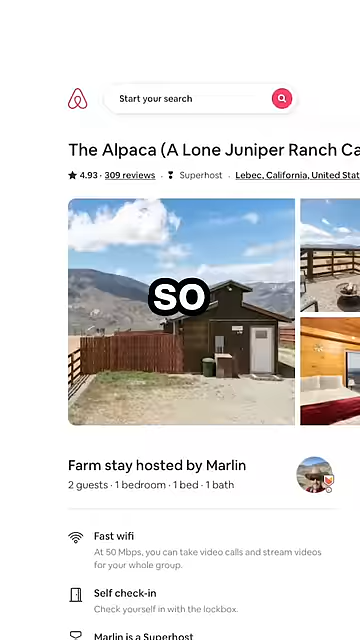 Start your search
The Alpaca (A Lone Juniper Ranch Ca
4.93 · 309 reviews · Superhost · Lebec, California, United Stat
SO
Farm stay hosted by Marlin
2 guests · 1 bedroom · 1 bed · 1 bath
Fast wifi
At 50 Mbps, you can take video calls and stream videos
for your whole group.
Self check-in
Check yourself in with the lockbox.
Marlin is a Superhost